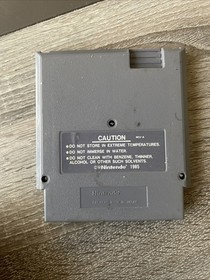 CAUTION
●DO NOT STORE IN EXTREME TEMPERATURES.
●DO NOT IMMERSE IN WATER.
●DO NOT CLEAN WITH BENZENE, THINNER,
ALCOHOL OR OTHER SUCH SOLVENTS.
©Nintendo 1985
Nintendo